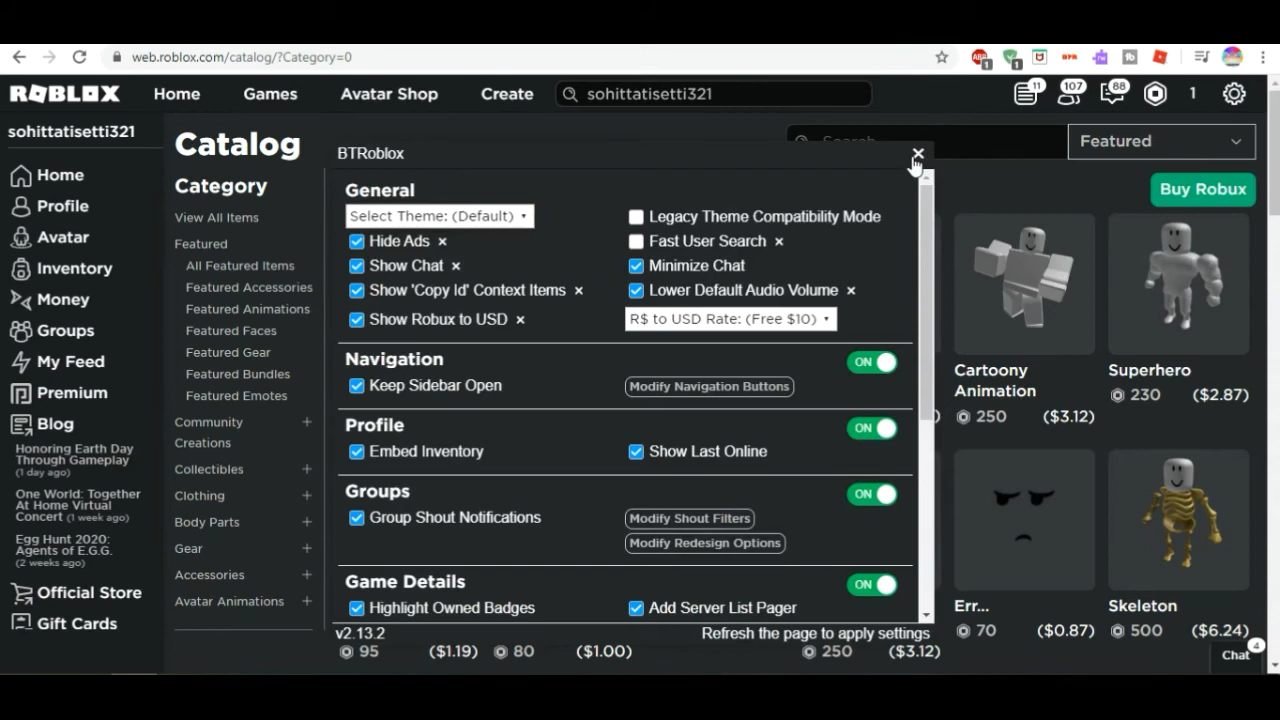 web.roblox.com/catalog/?Category=0
1
1
ROBLOX
Home
Games
Avatar Shop
Create
sohittatisetti321
11
107
88
1
sohittatisetti321
Home
Profile
Avatar
Inventory
Money
Groups
My Feed
Premium
Blog
Honoring Earth Day
Through Gameplay
(1 day ago)
One World: Together
At Home Virtual
Concert (1 week ago)
Egg Hunt 2020:
Agents of E.G.G.
(2 weeks ago)
Official Store
Gift Cards
Catalog
Category
View All Items
Featured
All Featured Items
Featured Accessories
Featured Animations
Featured Faces
Featured Gear
Featured Bundles
Featured Emotes
Community +
Creations
Collectibles +
Clothing +
Body Parts +
Gear +
Accessories +
Avatar Animations +
Search
Featured
Buy Robux
BTRoblox
General
Select Theme: (Default)
Legacy Theme Compatibility Mode
Hide Ads ×
Fast User Search ×
Show Chat ×
Minimize Chat
Show 'Copy Id' Context Items ×
Lower Default Audio Volume ×
Show Robux to USD ×
R$ to USD Rate: (Free $10)
Navigation
ON
Keep Sidebar Open
Modify Navigation Buttons
Profile
ON
Embed Inventory
Show Last Online
Groups
ON
Group Shout Notifications
Modify Shout Filters
Modify Redesign Options
Game Details
ON
Highlight Owned Badges
Add Server List Pager
v2.13.2
Refresh the page to apply settings
95 ($1.19)
80 ($1.00)
250 ($3.12)
Cartoony
Animation
250 ($3.12)
Superhero
230 ($2.87)
Err...
70 ($0.87)
Skeleton
500 ($6.24)
Chat
4